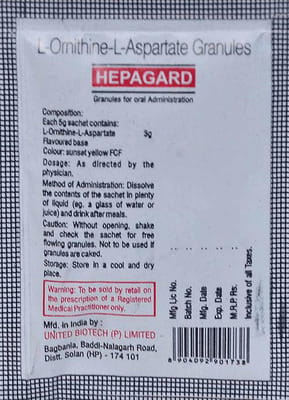 L-Ornithine-L-Aspartate Granules
HEPAGARD
Granules for oral Administration
Composition:
Each 5g sachet contains:
L-Ornithine-L-Aspartate 3g
Flavoured base
Colour: sunset yellow FCF
Dosage: As directed by the
physician.
Method of Administration: Dissolve
the contents of the sachet in plenty
of liquid (eg. a glass of water or
juice) and drink after meals.
Caution: Without opening, shake
and check the sachet for free
flowing granules. Not to be used if
granules are caked.
Storage: Store in a cool and dry
place.
Warning: To be sold by retail on
the prescription of a Registered
Medical Practitioner only.
Mfd. in India by :
UNITED BIOTECH (P) LIMITED
Bagbania, Baddi-Nalagarh Road,
Distt. Solan (HP) - 174 101
Mfg Lic No. :
Batch No. :
Mfg. Date :
Exp. Date :
M.R.P Rs. :
Inclusive of all Taxes.
8 904092 901738